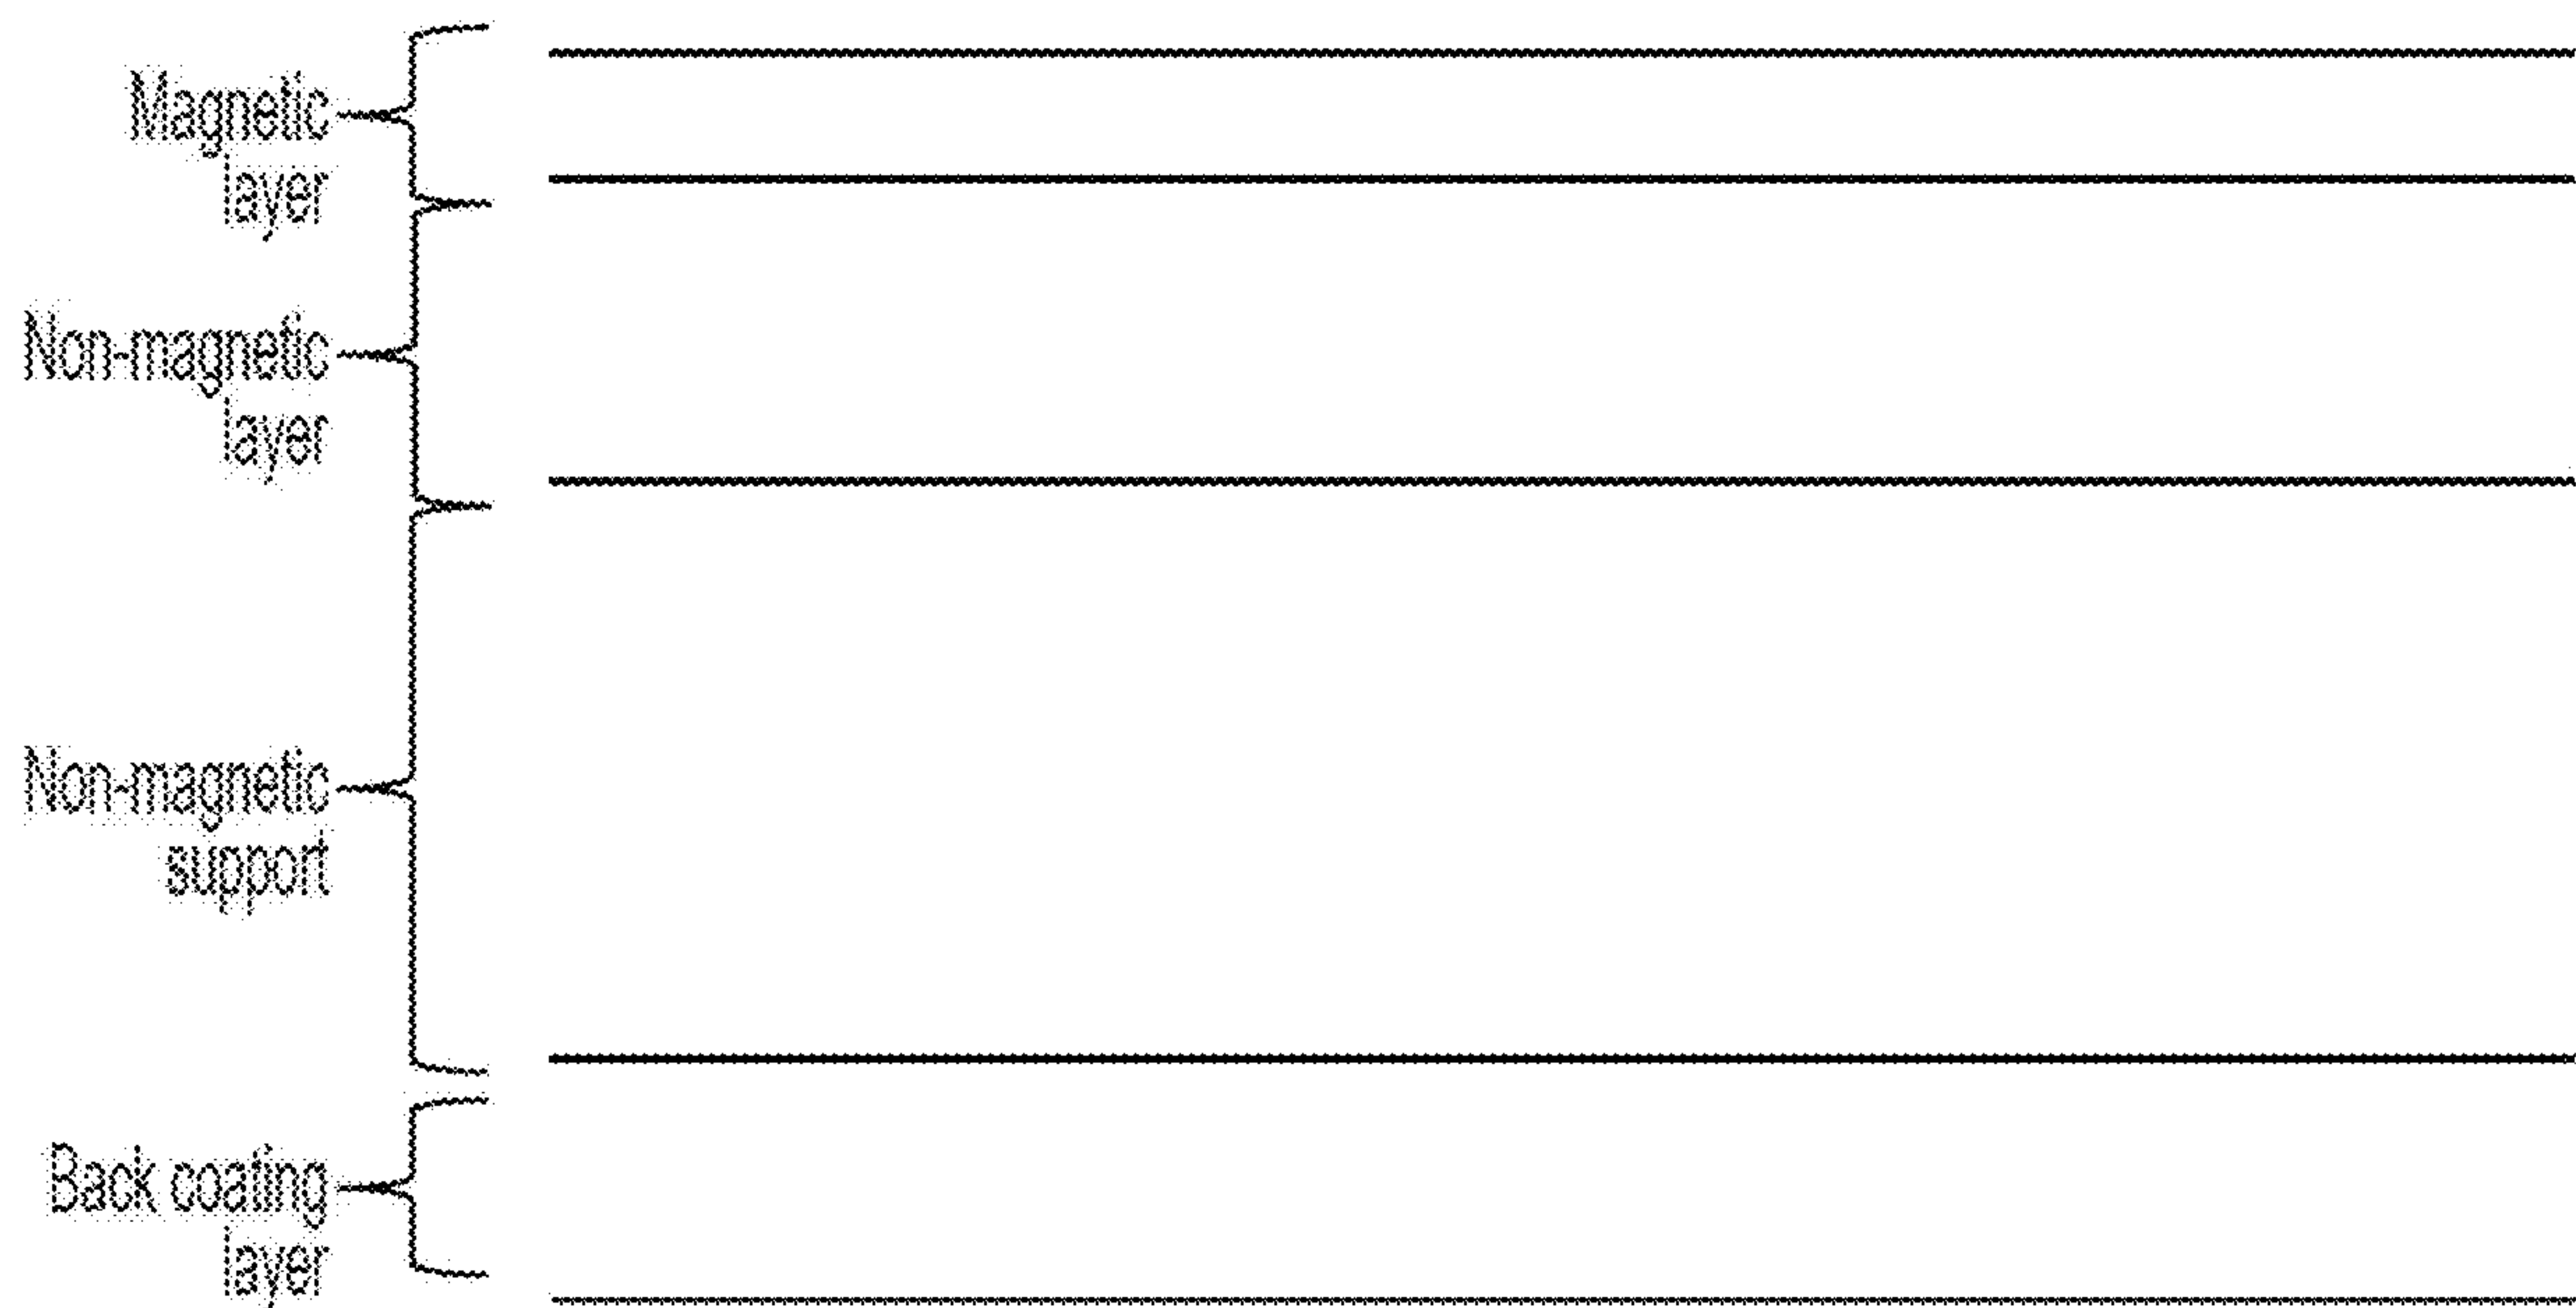 Magnetic
layer
Non-magnetic
layer
Non-magnetic
support
Back coating
layer